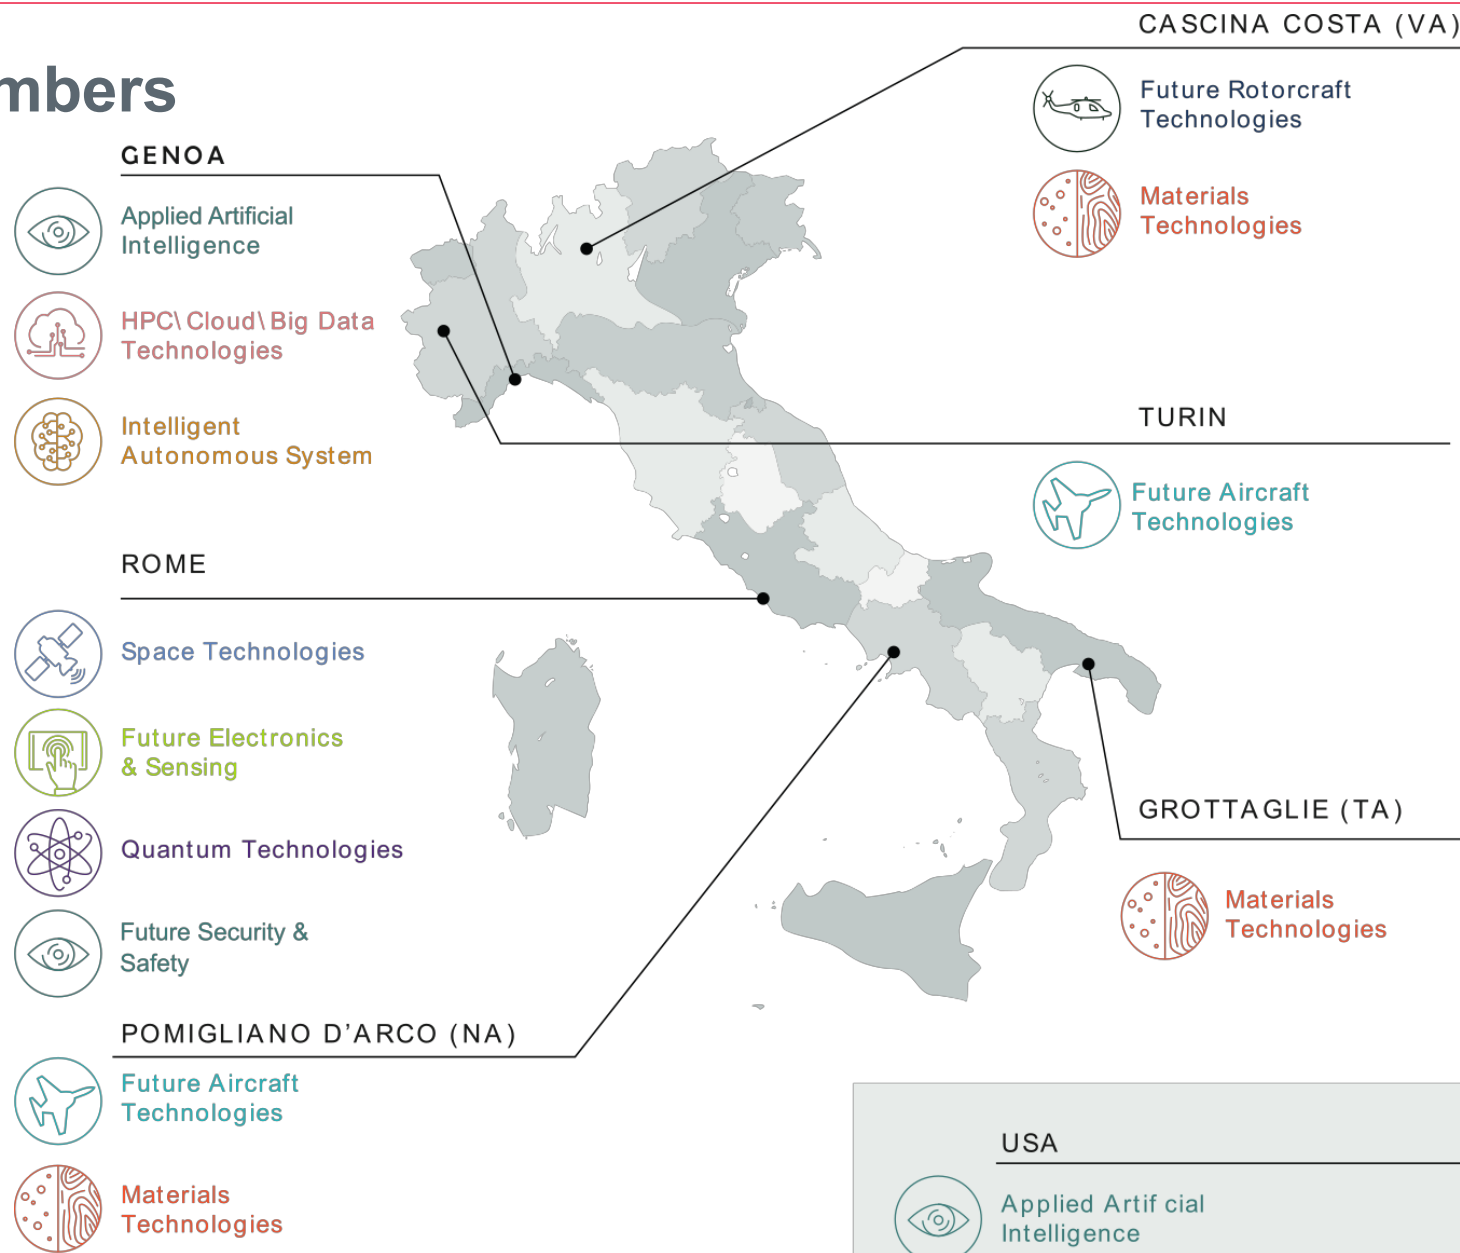 mbers
GENOA
Applied Artificial
Intelligence
HPC\Cloud\Big Data
Technologies
Intelligent
Autonomous System
ROME
Space Technologies
Future Electronics
& Sensing
Quantum Technologies
Future Security &
Safety
POMIGLIANO D’ARCO (NA)
Future Aircraft
Technologies
Materials
Technologies
CASCINA COSTA (VA)
Future Rotorcraft
Technologies
Materials
Technologies
TURIN
Future Aircraft
Technologies
GROTTAGLIE (TA)
Materials
Technologies
USA
Applied Artif cial
Intelligence